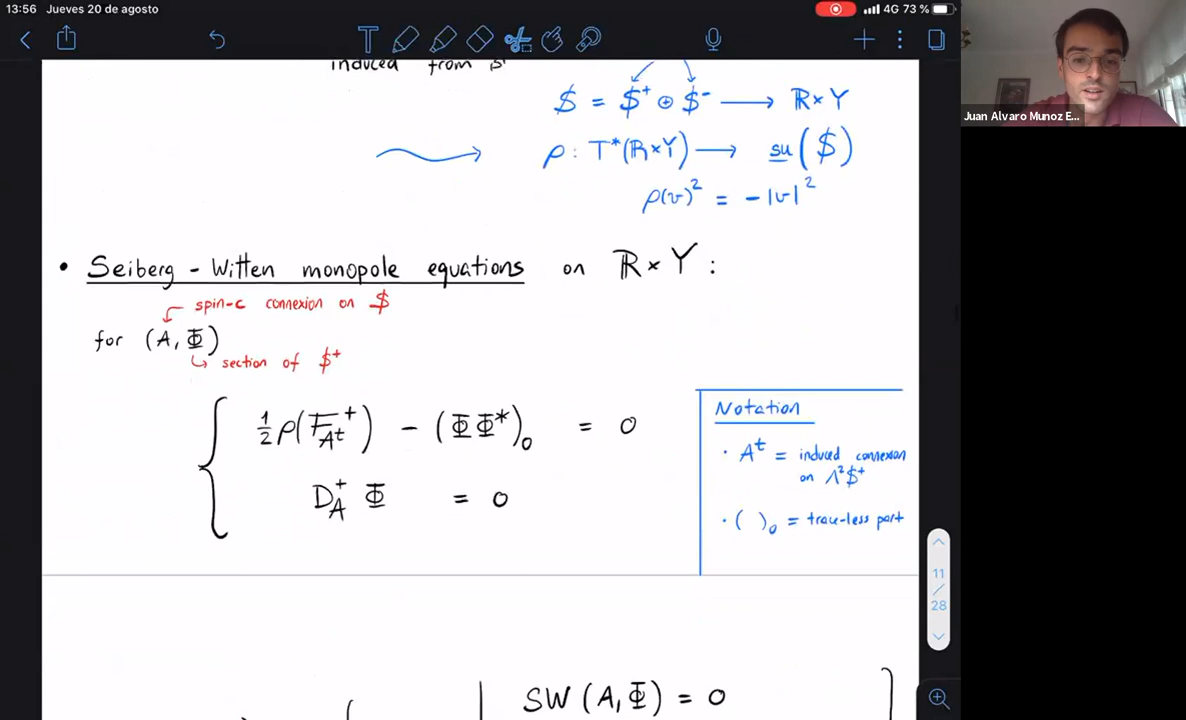 13:56 Jueves 20 de agosto
4G 73 %
Juan Alvaro Munoz E...
induced from
$ = $⁺ ⊕ $⁻ ⟶ ℝ×Y
ρ : T*(ℝ×Y) ⟶ su($)
ρ(v)² = -|v|²
• Seiberg - Witten monopole equations on ℝ×Y :
spin-c connexion on $
for (A, Φ)
section of $⁺
½ρ(F⁺_{Aᵗ}) - (ΦΦ*)₀ = 0
D⁺_A Φ = 0
Notation
· Aᵗ = induced connexion
on Λ²$⁺
· ( )₀ = trace-less part
11
/
28
SW (A,Φ) = 0